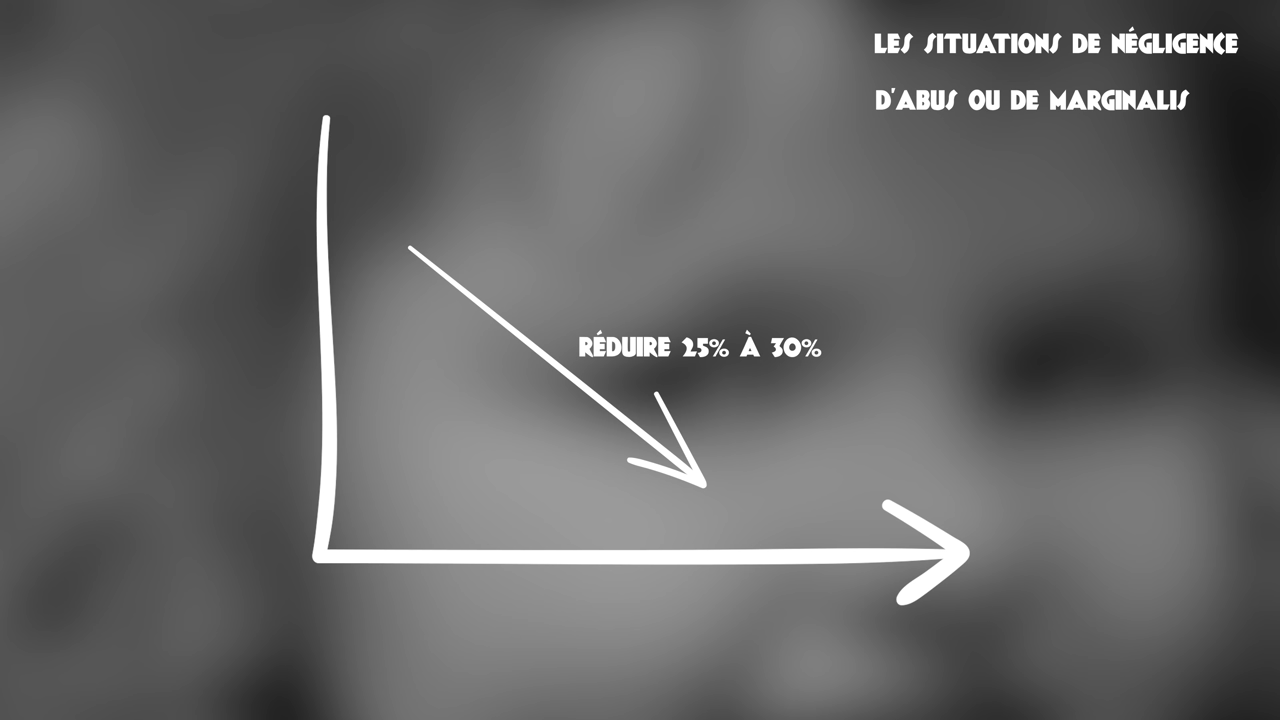 LES SITUATIONS DE NÉGLIGENCE
D'ABUS OU DE MARGINALIS
RÉDUIRE 25% À 30%